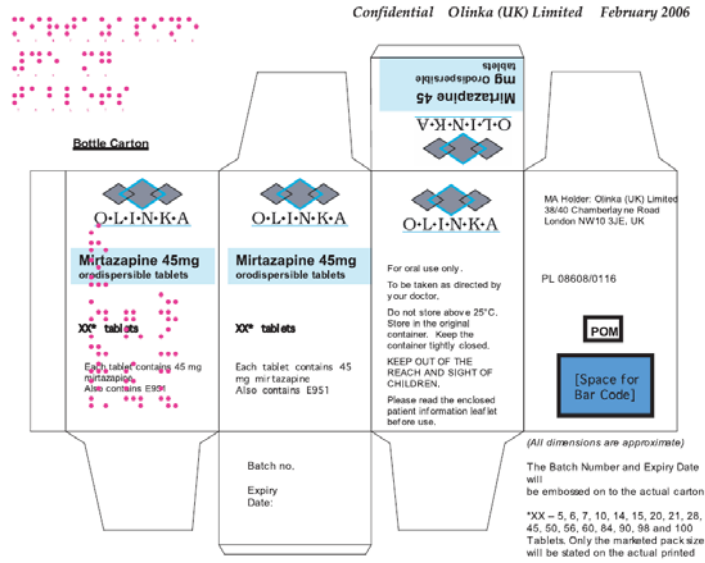 Confidential Olinka (UK) Limited February 2006
Bottle Carton
Mirtazapine 45
mg Orodispersible
tablets
O•L•I•N•K•A
O•L•I•N•K•A
Mirtazapine 45mg
orodispersible tablets
XX* tablets
Each tablet contains 45 mg
mirtazapine
Also contains E951
O•L•I•N•K•A
Mirtazapine 45mg
orodispersible tablets
XX* tablets
Each tablet contains 45
mg mirtazapine
Also contains E951
O•L•I•N•K•A
For oral use only.
To be taken as directed by
your doctor.
Do not store above 25°C.
Store in the original
container. Keep the
container tightly closed.
KEEP OUT OF THE
REACH AND SIGHT OF
CHILDREN.
Please read the enclosed
patient information leaflet
before use.
MA Holder: Olinka (UK) Limited
38/40 Chamberlayne Road
London NW10 3JE, UK
PL 08608/0116
POM
[Space for
Bar Code]
Batch no.
Expiry
Date:
(All dimensions are approximate)
The Batch Number and Expiry Date
will
be embossed on to the actual carton
*XX – 5, 6, 7, 10, 14, 15, 20, 21, 28,
45, 50, 56, 60, 84, 90, 98 and 100
Tablets. Only the marketed pack size
will be stated on the actual printed